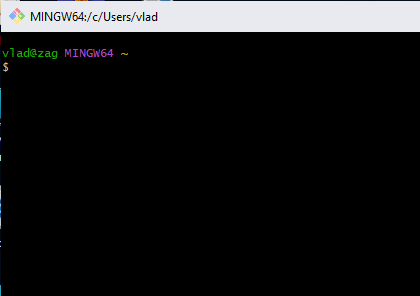 MINGW64:/c/Users/vlad
vlad@zag MINGW64 ~
$